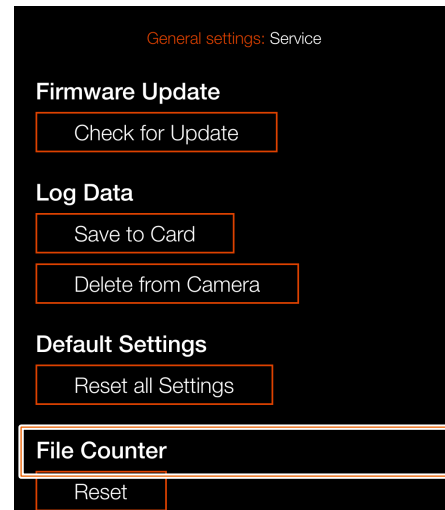 General settings: Service
Firmware Update
Check for Update
Log Data
Save to Card
Delete from Camera
Default Settings
Reset all Settings
File Counter
Reset